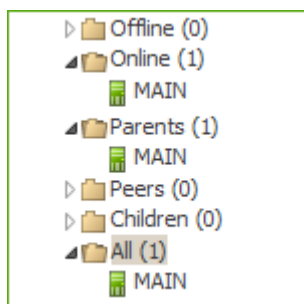 Offline (0)
Online (1)
MAIN
Parents (1)
MAIN
Peers (0)
Children (0)
All (1)
MAIN